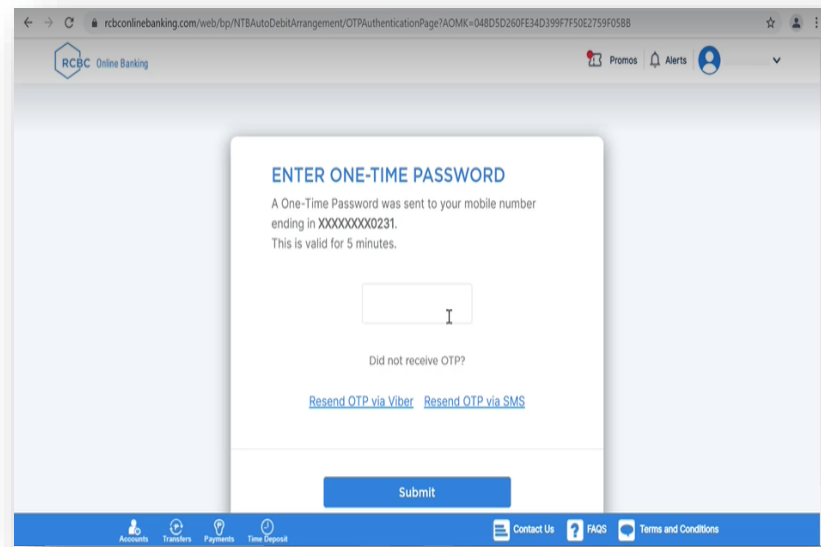 rcbconlinebanking.com/web/bp/NTBAutoDebitArrangement/OTPAuthenticationPage?AOMK=048D5D260FE34D399F7F50E2759F05BB
RCBC Online Banking
Promos
Alerts
ENTER ONE-TIME PASSWORD
A One-Time Password was sent to your mobile number
ending in XXXXXXXX0231.
This is valid for 5 minutes.
Did not receive OTP?
Resend OTP via Viber Resend OTP via SMS
Submit
Accounts Transfers Payments Time Deposit Contact Us FAQS Terms and Conditions